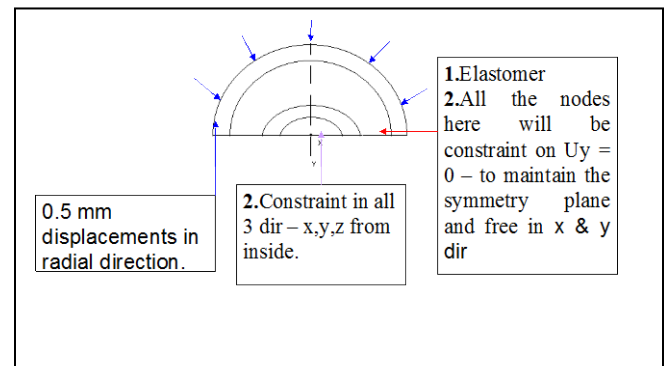 1.Elastomer
2.All the nodes
here will be
constraint on Uy =
0 – to maintain the
symmetry plane
and free in x & y
dir
x
y
0.5 mm
displacements in
radial direction.
2.Constraint in all
3 dir – x,y,z from
inside.